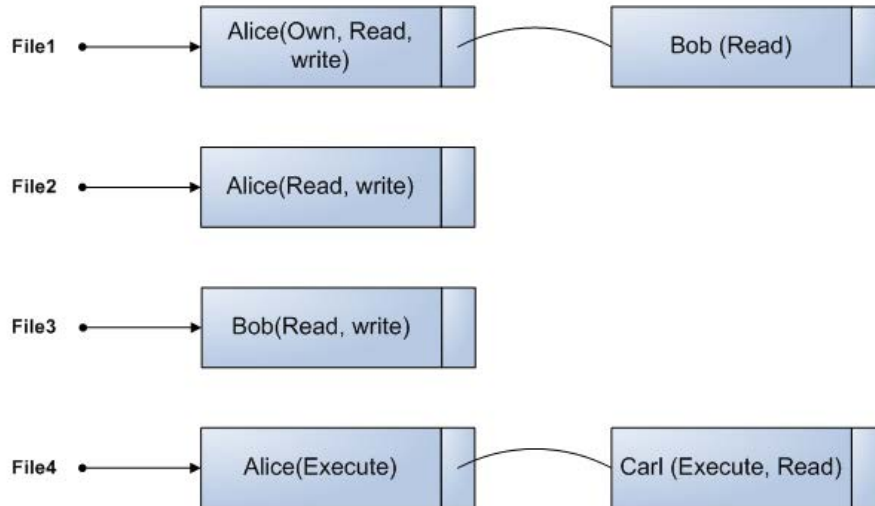 File1
Alice(Own, Read,
write)
Bob (Read)
File2
Alice(Read, write)
File3
Bob(Read, write)
File4
Alice(Execute)
Carl (Execute, Read)